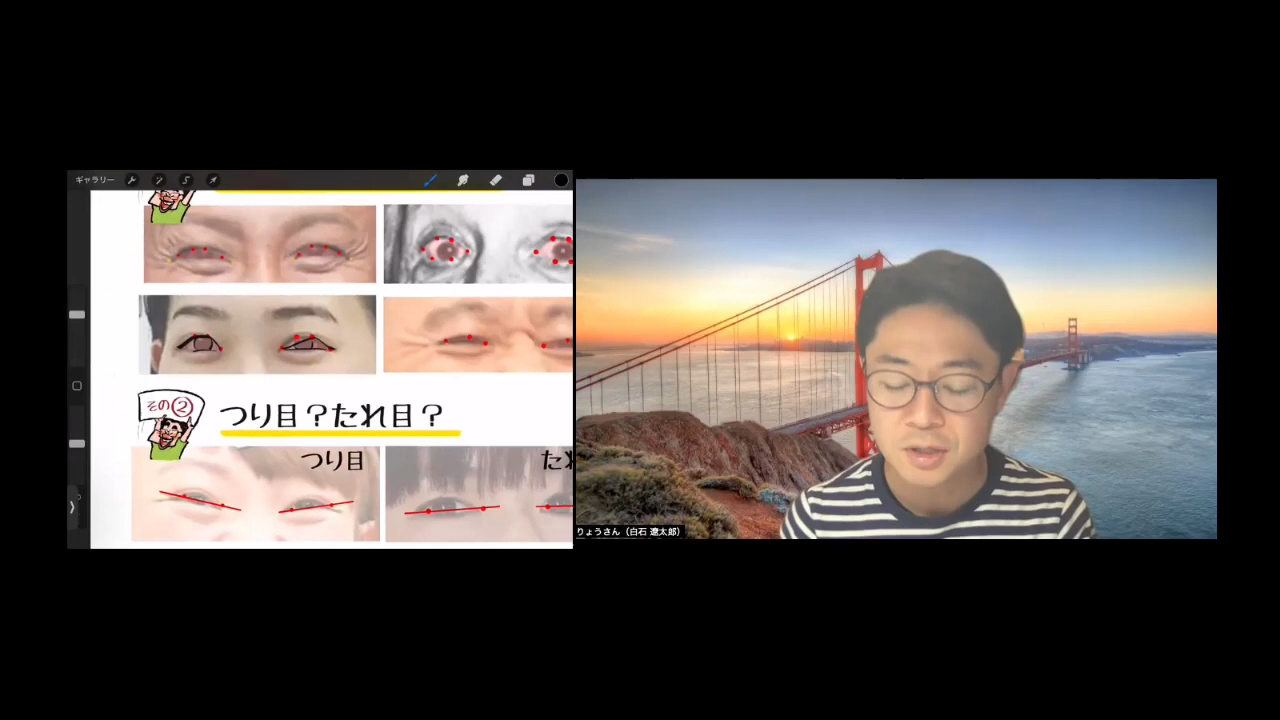 ギャラリー
その②
つり目？たれ目？
つり目
た
りょうさん（白石 遼太郎）